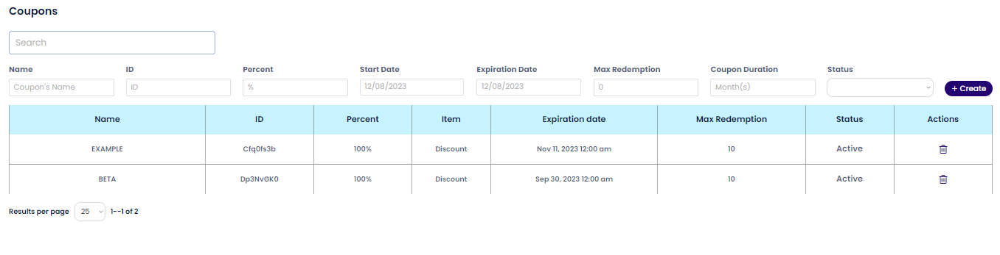 Coupons
Search
Name ID Percent Start Date Expiration Date Max Redemption Coupon Duration Status
Coupon's Name ID % 12/08/2023 12/08/2023 0 Month(s) + Create
Name ID Percent Item Expiration date Max Redemption Status Actions
EXAMPLE Cfq0fs3b 100% Discount Nov 11, 2023 12:00 am 10 Active
BETA Dp3NvGK0 100% Discount Sep 30, 2023 12:00 am 10 Active
Results per page 25 1--1 of 2